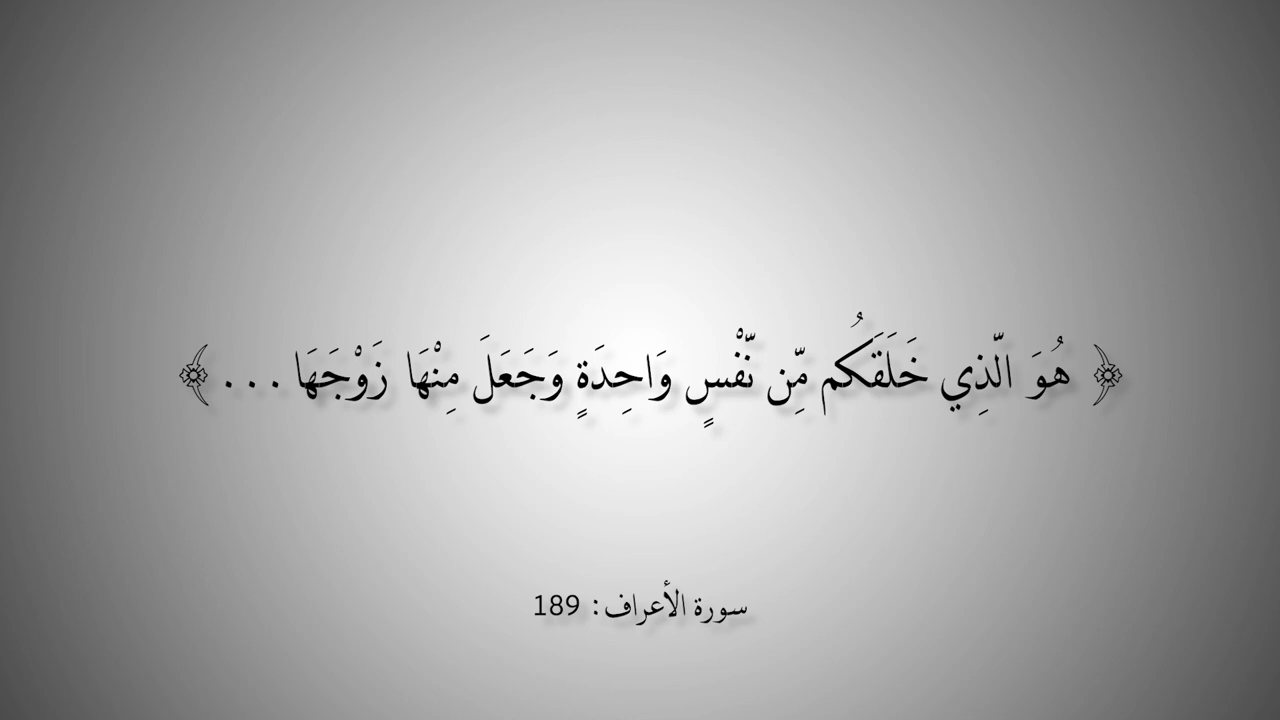 ﴿ هُوَ الَّذِي خَلَقَكُم مِّن نَّفْسٍ وَاحِدَةٍ وَجَعَلَ مِنْهَا زَوْجَهَا ... ﴾
سورة الأعراف: 189